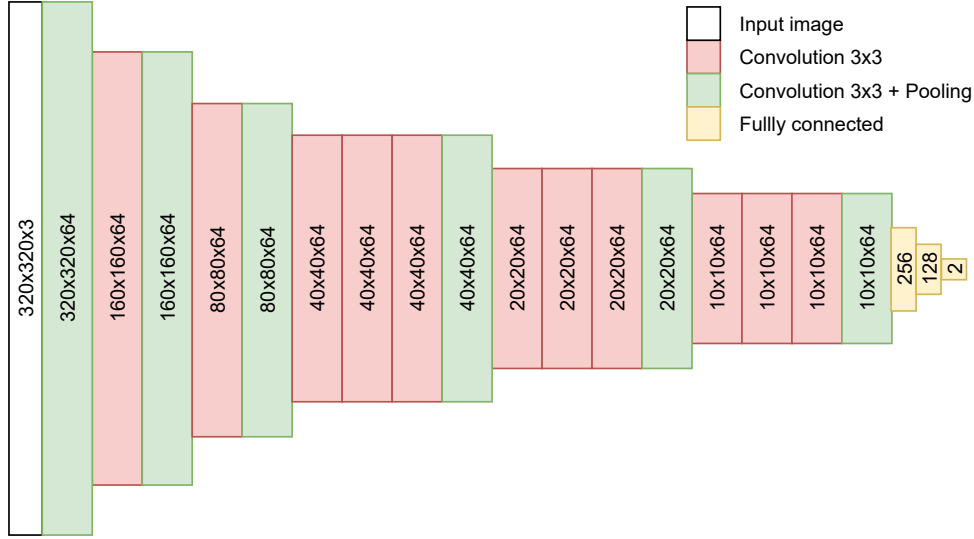 Input image
Convolution 3x3
Convolution 3x3 + Pooling
Fullly connected
320x320x3
320x320x64
160x160x64
160x160x64
80x80x64
80x80x64
40x40x64
40x40x64
40x40x64
40x40x64
20x20x64
20x20x64
20x20x64
20x20x64
10x10x64
10x10x64
10x10x64
10x10x64
256
128
2